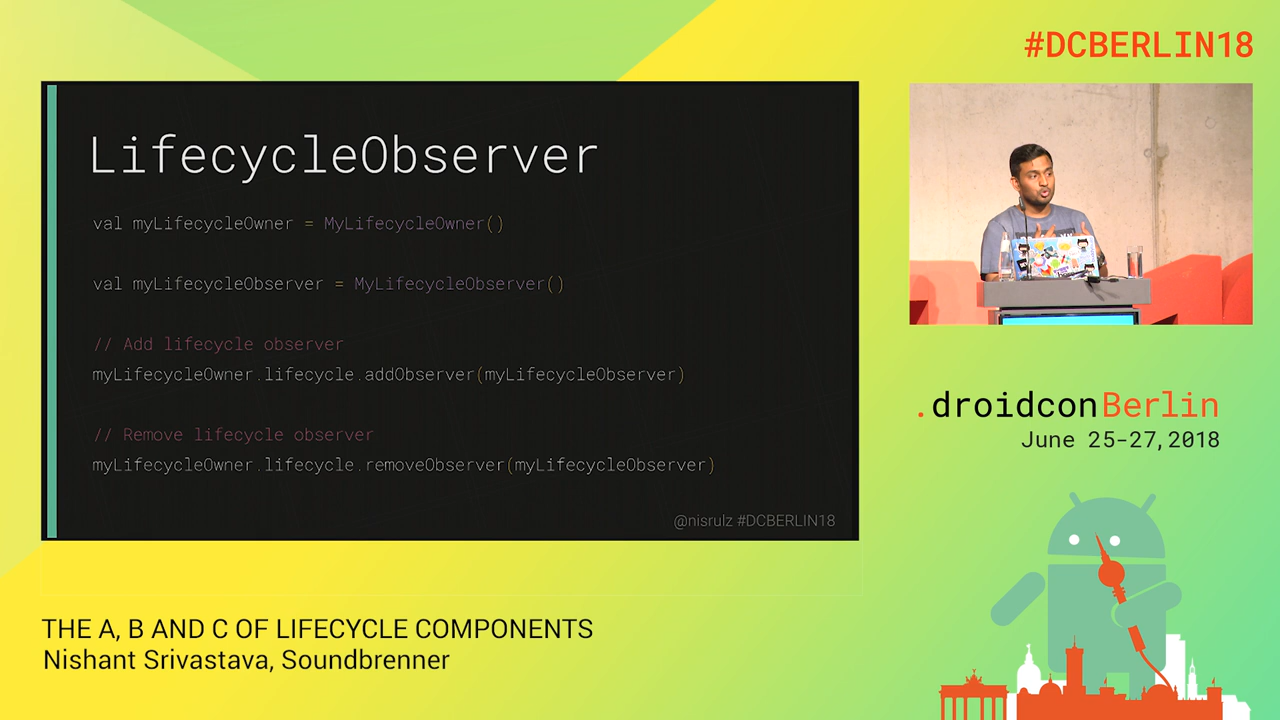 #DCBERLIN18
LifecycleObserver
val myLifecycleOwner = MyLifecycleOwner()
val myLifecycleObserver = MyLifecycleObserver()
// Add lifecycle observer
myLifecycleOwner.lifecycle.addObserver(myLifecycleObserver)
// Remove lifecycle observer
myLifecycleOwner.lifecycle.removeObserver(myLifecycleObserver)
@nisrulz #DCBERLIN18
.droidconBerlin
June 25-27, 2018
THE A, B AND C OF LIFECYCLE COMPONENTS
Nishant Srivastava, Soundbrenner